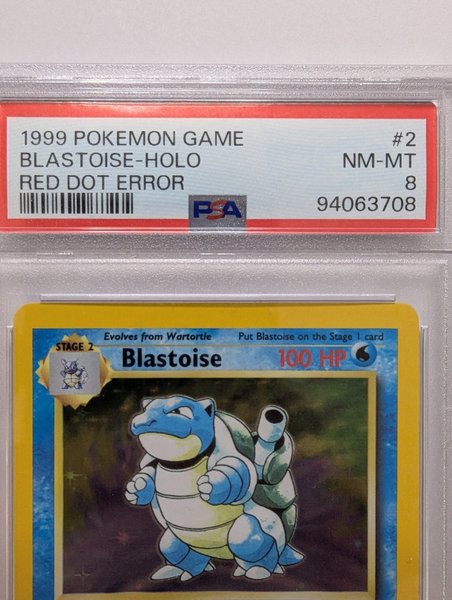 1999 POKEMON GAME #2
BLASTOISE-HOLO NM-MT
RED DOT ERROR 8
PSA 94063708
Evolves from Wartortle Put Blastoise on the Stage 1 card
STAGE 2 Blastoise 100 HP